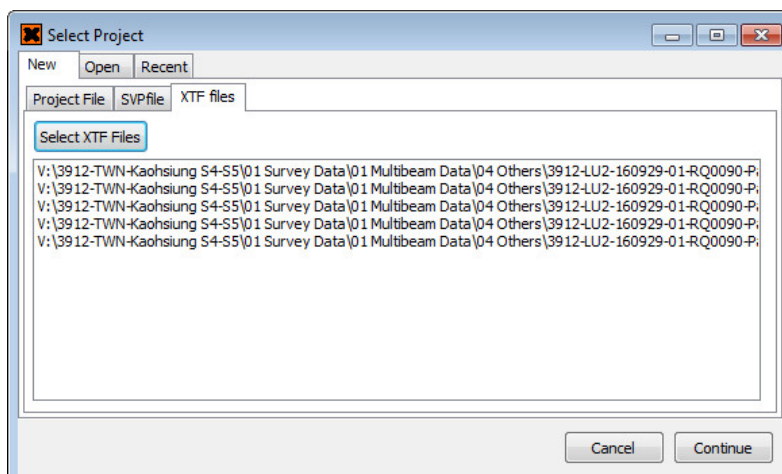 Select Project
New Open Recent
Project File SVPfile XTF files
Select XTF Files
V:\3912-TWN-Kaohsiung S4-S5\01 Survey Data\01 Multibeam Data\04 Others\3912-LU2-160929-01-RQ0090-Pa
V:\3912-TWN-Kaohsiung S4-S5\01 Survey Data\01 Multibeam Data\04 Others\3912-LU2-160929-01-RQ0090-Pa
V:\3912-TWN-Kaohsiung S4-S5\01 Survey Data\01 Multibeam Data\04 Others\3912-LU2-160929-01-RQ0090-Pa
V:\3912-TWN-Kaohsiung S4-S5\01 Survey Data\01 Multibeam Data\04 Others\3912-LU2-160929-01-RQ0090-Pa
V:\3912-TWN-Kaohsiung S4-S5\01 Survey Data\01 Multibeam Data\04 Others\3912-LU2-160929-01-RQ0090-Pa
Cancel Continue